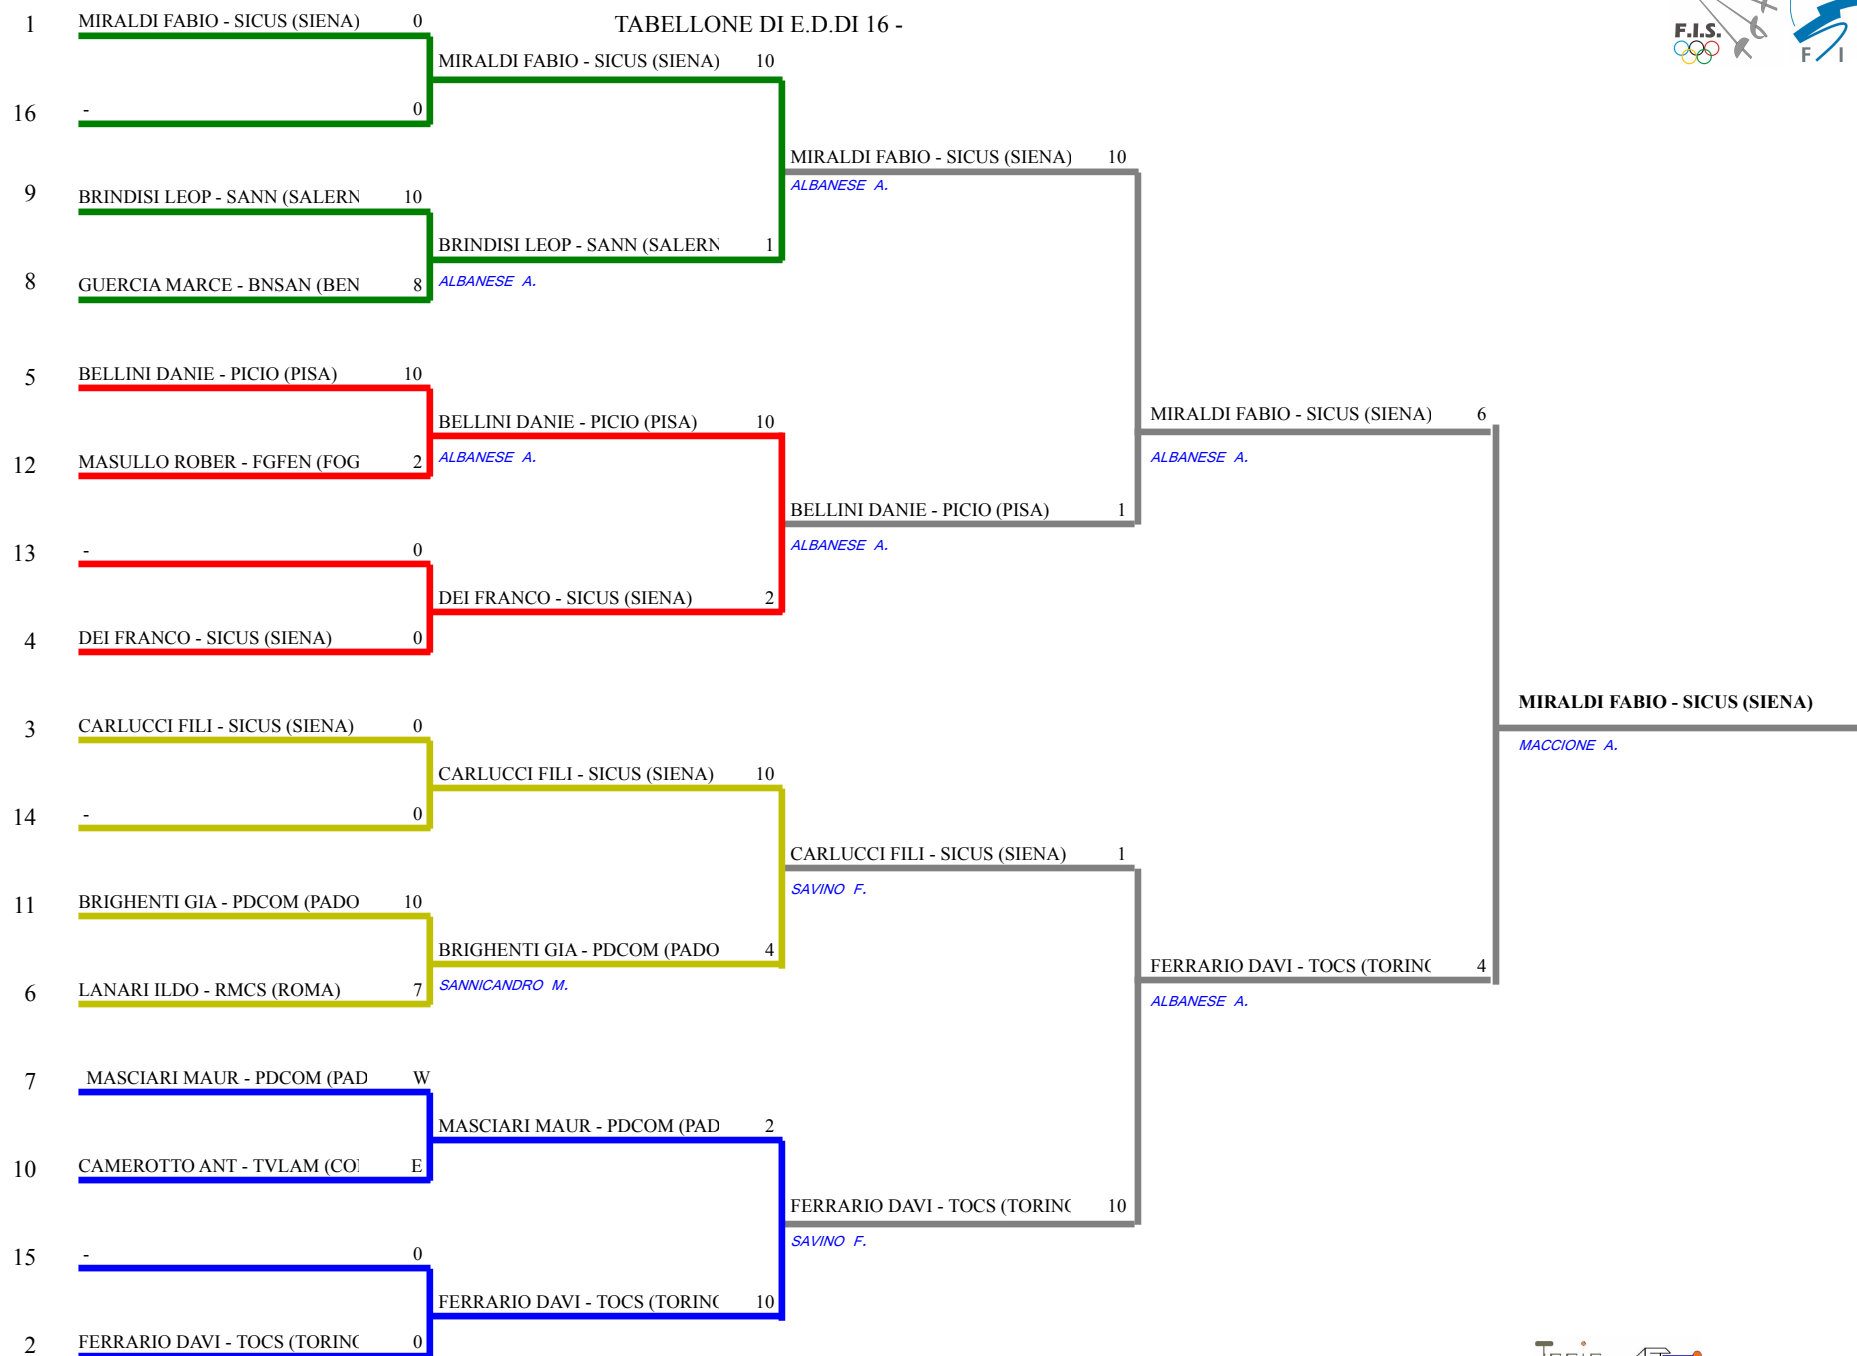 TABELLONE DI E.D.DI 16 -
F.I.S.
F I
1 MIRALDI FABIO - SICUS (SIENA) 0
MIRALDI FABIO - SICUS (SIENA) 10
16 - 0
MIRALDI FABIO - SICUS (SIENA) 10
ALBANESE A.
9 BRINDISI LEOP - SANN (SALERN 10
BRINDISI LEOP - SANN (SALERN 1
ALBANESE A.
8 GUERCIA MARCE - BNSAN (BEN 8
5 BELLINI DANIE - PICIO (PISA) 10
MIRALDI FABIO - SICUS (SIENA) 6
ALBANESE A.
BELLINI DANIE - PICIO (PISA) 10
ALBANESE A.
12 MASULLO ROBER - FGFEN (FOG 2
BELLINI DANIE - PICIO (PISA) 1
ALBANESE A.
13 - 0
DEI FRANCO - SICUS (SIENA) 2
4 DEI FRANCO - SICUS (SIENA) 0
MIRALDI FABIO - SICUS (SIENA)
MACCIONE A.
3 CARLUCCI FILI - SICUS (SIENA) 0
CARLUCCI FILI - SICUS (SIENA) 10
14 - 0
CARLUCCI FILI - SICUS (SIENA) 1
SAVINO F.
11 BRIGHENTI GIA - PDCOM (PADO 10
BRIGHENTI GIA - PDCOM (PADO 4
SANNICANDRO M.
FERRARIO DAVI - TOCS (TORIN 4
ALBANESE A.
6 LANARI ILDO - RMCS (ROMA) 7
7 MASCIARI MAUR - PDCOM (PAD W
MASCIARI MAUR - PDCOM (PAD 2
10 CAMEROTTO ANT - TVLAM (CO E
FERRARIO DAVI - TOCS (TORIN 10
SAVINO F.
15 - 0
FERRARIO DAVI - TOCS (TORIN 10
2 FERRARIO DAVI - TOCS (TORIN 0